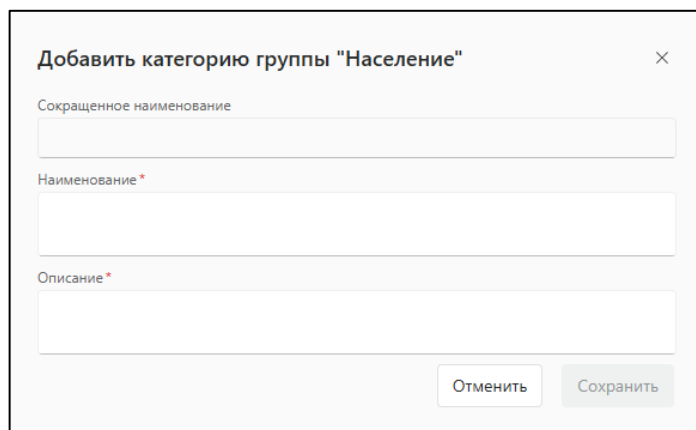 Добавить категорию группы "Население"
Сокращенное наименование
Наименование *
Описание *
Отменить Сохранить